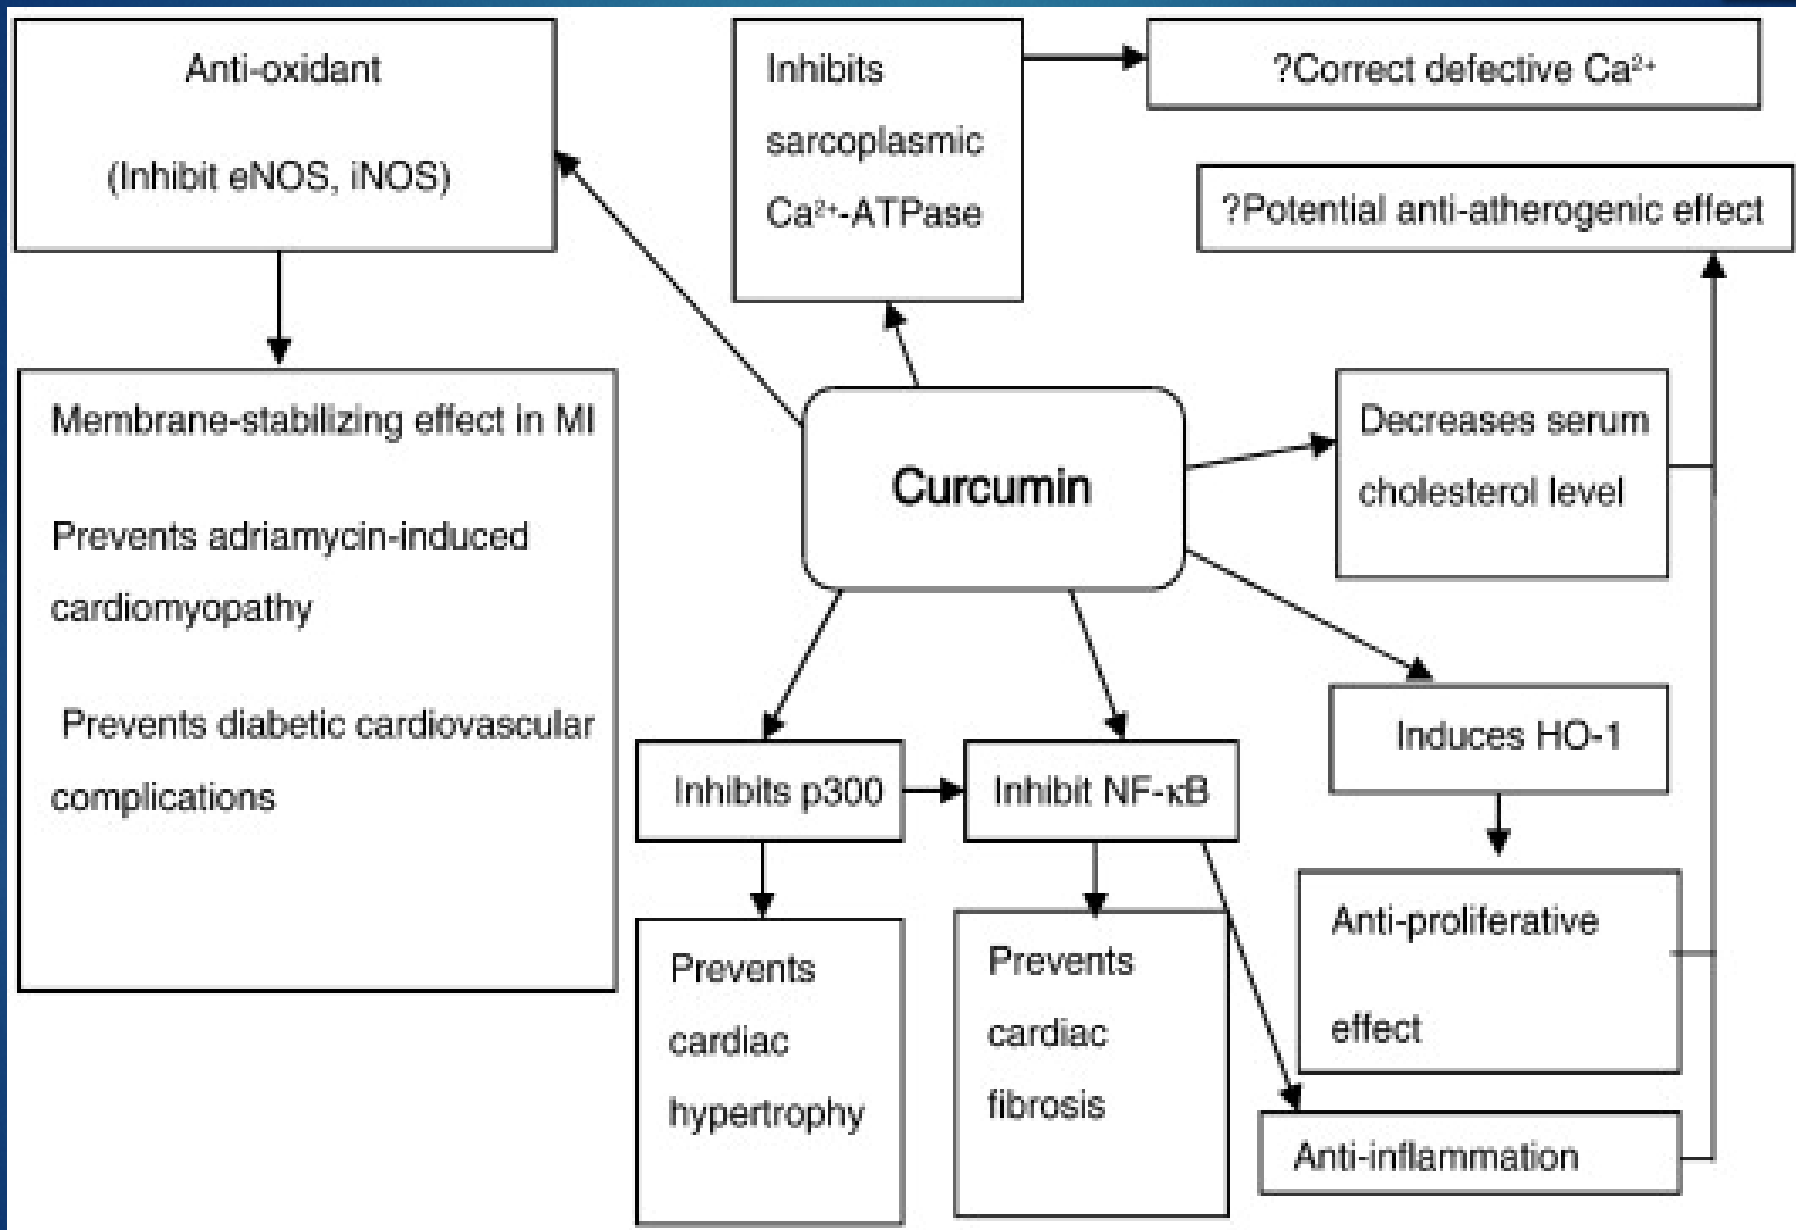 Anti-oxidant
(Inhibit eNOS, iNOS)
Inhibits
sarcoplasmic
Ca²⁺-ATPase
?Correct defective Ca²⁺
?Potential anti-atherogenic effect
Membrane-stabilizing effect in MI
Prevents adriamycin-induced
cardiomyopathy
Prevents diabetic cardiovascular
complications
Curcumin
Decreases serum
cholesterol level
Inhibits p300
Inhibit NF-κB
Induces HO-1
Prevents
cardiac
hypertrophy
Prevents
cardiac
fibrosis
Anti-proliferative
effect
Anti-inflammation